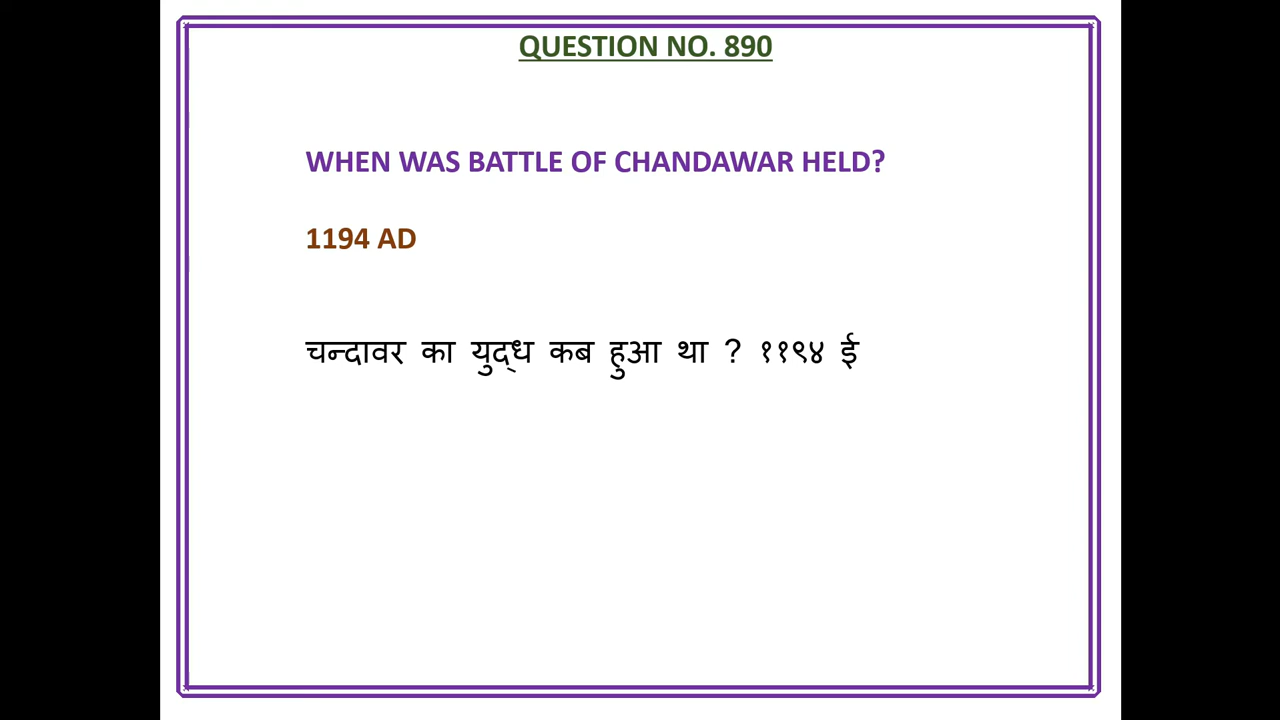 QUESTION NO. 890
WHEN WAS BATTLE OF CHANDAWAR HELD?
1194 AD
चन्दावर का युद्ध कब हुआ था ? ११९४ ई